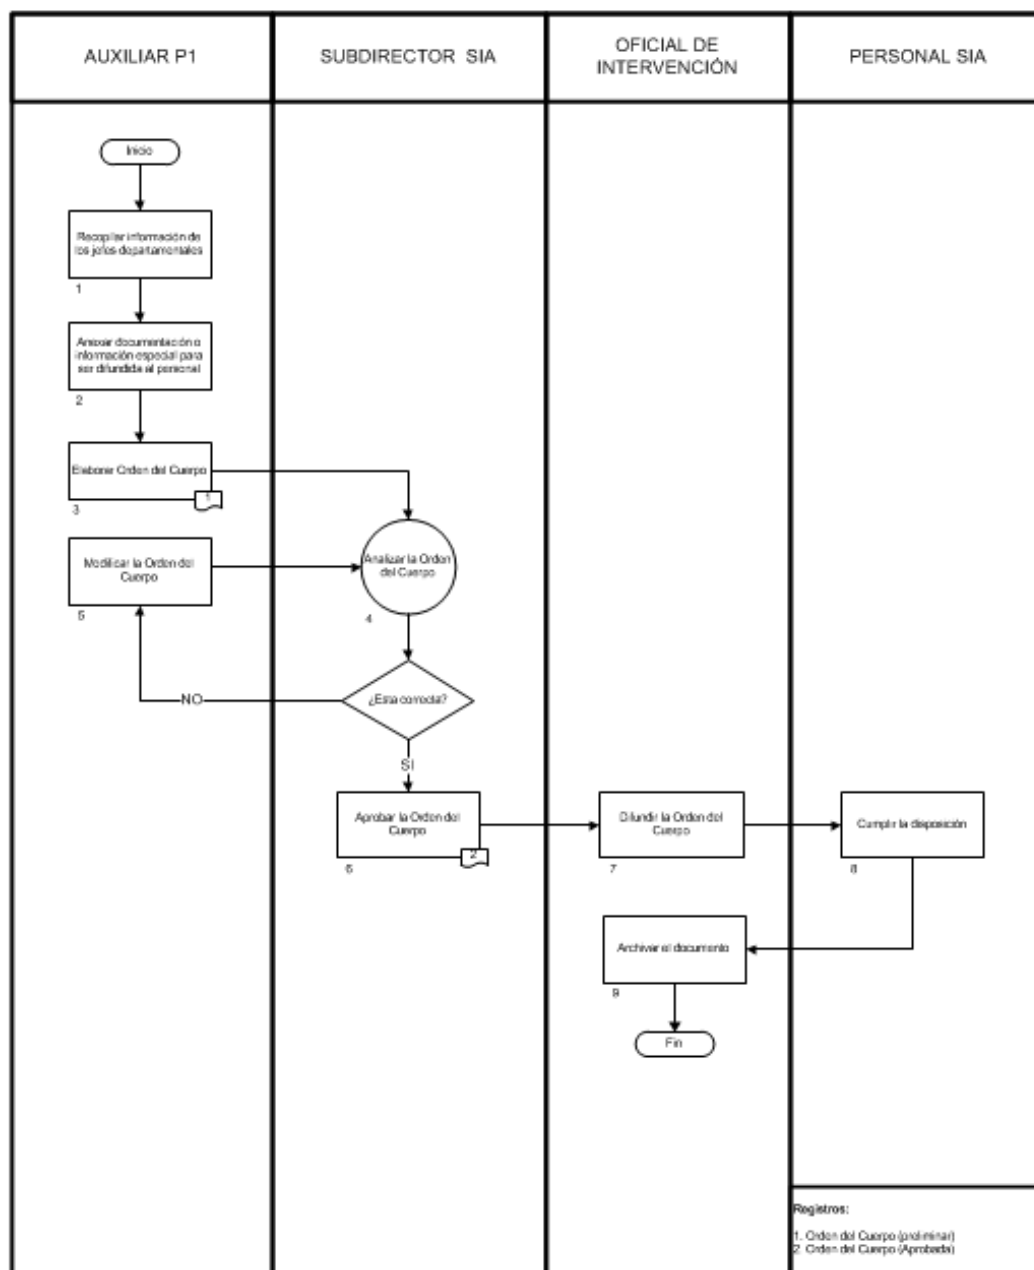 AUXILIAR P1
SUBDIRECTOR SIA
OFICIAL DE
INTERVENCIÓN
PERSONAL SIA
Inicio
Recopilar información de
los jefes departamentales
1
Anexar documentación o
información especial para
ser difundida al personal
2
Elaborar Orden del Cuerpo
1
3
Modificar la Orden del
Cuerpo
5
Analizar la Orden
del Cuerpo
4
¿Esta correcta?
NO
SI
Aprobar la Orden del
Cuerpo
2
6
Difundir la Orden del
Cuerpo
7
Cumplir la disposición
8
Archivar el documento
9
Fin
Registros:
1. Orden del Cuerpo (preliminar)
2. Orden del Cuerpo (Aprobada)